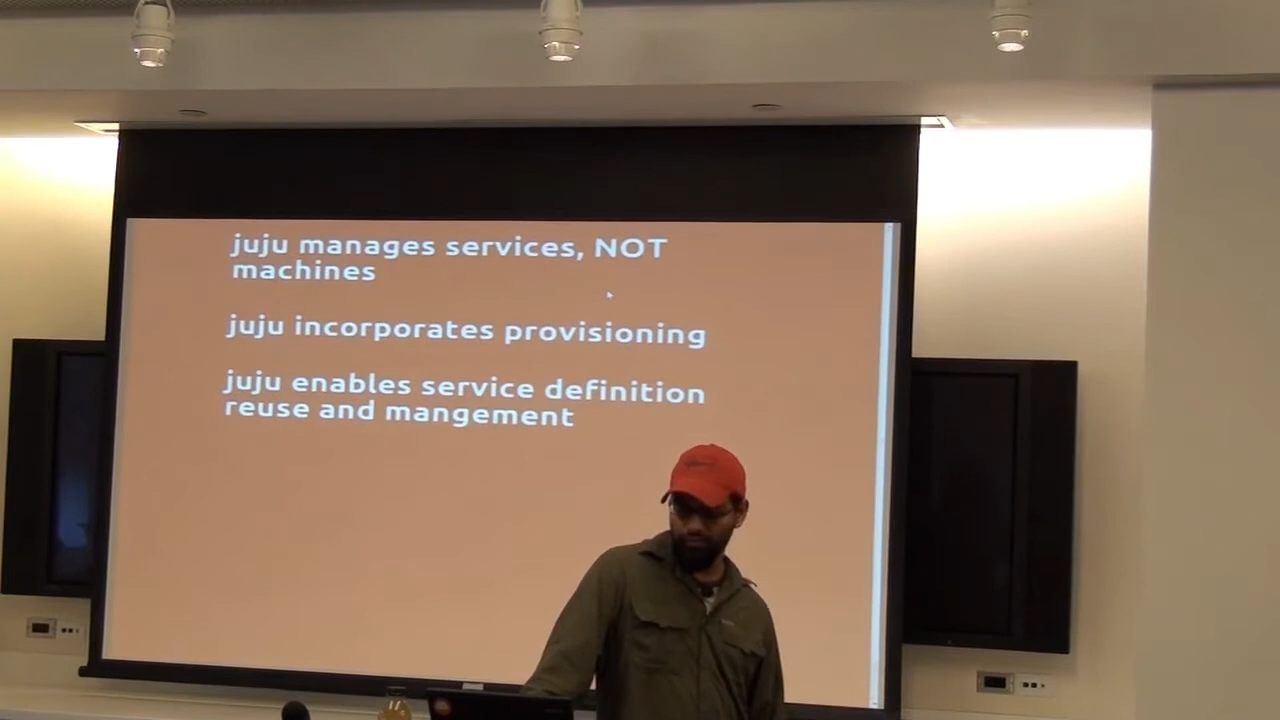 juju manages services, NOT
machines
juju incorporates provisioning
juju enables service definition
reuse and mangement